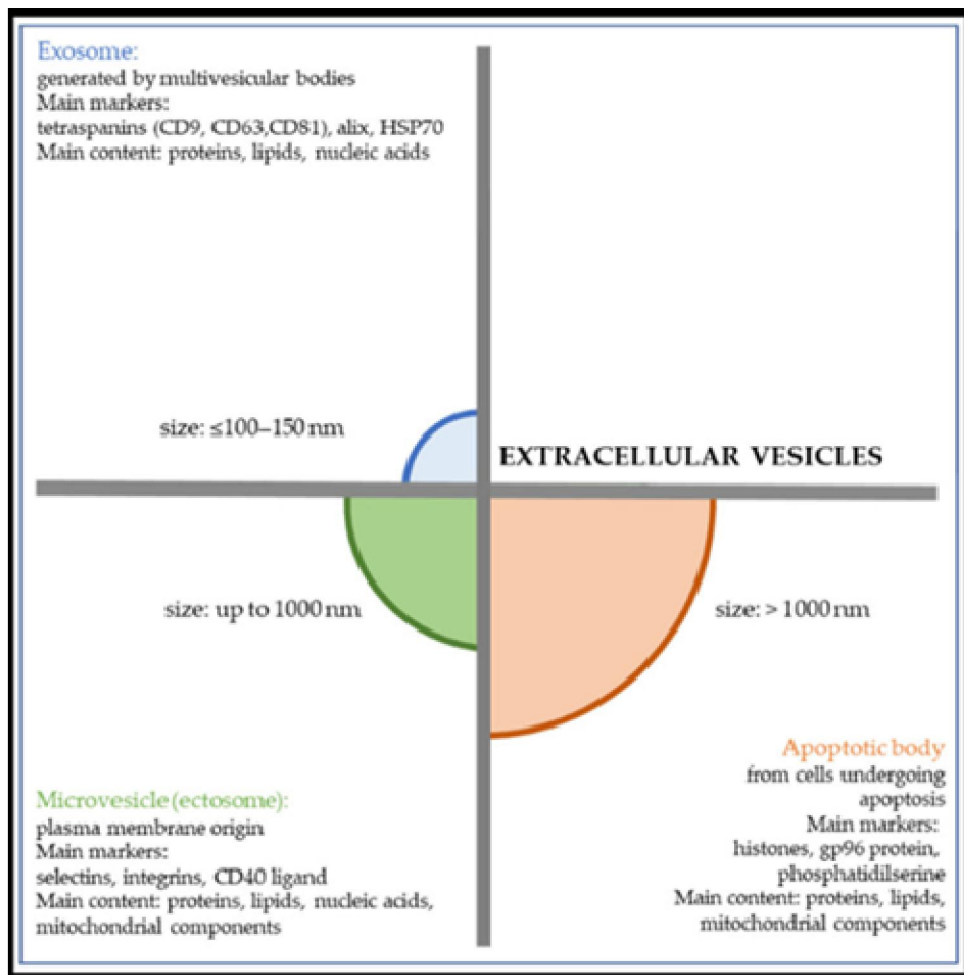 Exosome:
generated by multivesicular bodies
Main markers:
tetraspanins (CD9, CD63,CD81), alix, HSP70
Main content: proteins, lipids, nucleic acids
size: ≤100–150 nm
EXTRACELLULAR VESICLES
size: up to 1000 nm
size: > 1000 nm
Microvesicle (ectosome):
plasma membrane origin
Main markers:
selectins, integrins, CD40 ligand
Main content: proteins, lipids, nucleic acids,
mitochondrial components
Apoptotic body
from cells undergoing
apoptosis
Main markers:
histones, gp96 protein,
phosphatidilserine
Main content: proteins, lipids,
mitochondrial components